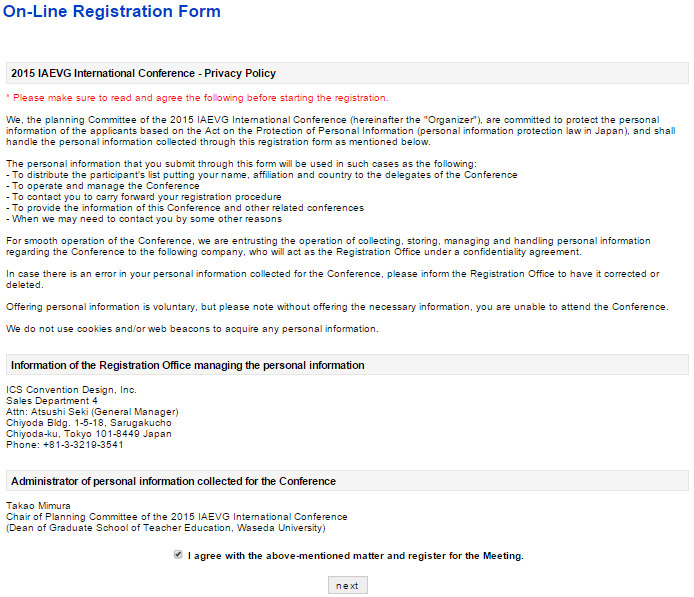 On-Line Registration Form
2015 IAEVG International Conference - Privacy Policy
* Please make sure to read and agree the following before starting the registration.
We, the planning Committee of the 2015 IAEVG International Conference (hereinafter the "Organizer"), are committed to protect the personal
information of the applicants based on the Act on the Protection of Personal Information (personal information protection law in Japan), and shall
handle the personal information collected through this registration form as mentioned below.
The personal information that you submit through this form will be used in such cases as the following:
- To distribute the participant's list putting your name, affiliation and country to the delegates of the Conference
- To operate and manage the Conference
- To contact you to carry forward your registration procedure
- To provide the information of this Conference and other related conferences
- When we may need to contact you by some other reasons
For smooth operation of the Conference, we are entrusting the operation of collecting, storing, managing and handling personal information
regarding the Conference to the following company, who will act as the Registration Office under a confidentiality agreement.
In case there is an error in your personal information collected for the Conference, please inform the Registration Office to have it corrected or
deleted.
Offering personal information is voluntary, but please note without offering the necessary information, you are unable to attend the Conference.
We do not use cookies and/or web beacons to acquire any personal information.
Information of the Registration Office managing the personal information
ICS Convention Design, Inc.
Sales Department 4
Attn: Atsushi Seki (General Manager)
Chiyoda Bldg. 1-5-18, Sarugakucho
Chiyoda-ku, Tokyo 101-8449 Japan
Phone: +81-3-3219-3541
Administrator of personal information collected for the Conference
Takao Mimura
Chair of Planning Committee of the 2015 IAEVG International Conference
(Dean of Graduate School of Teacher Education, Waseda University)
I agree with the above-mentioned matter and register for the Meeting.
next